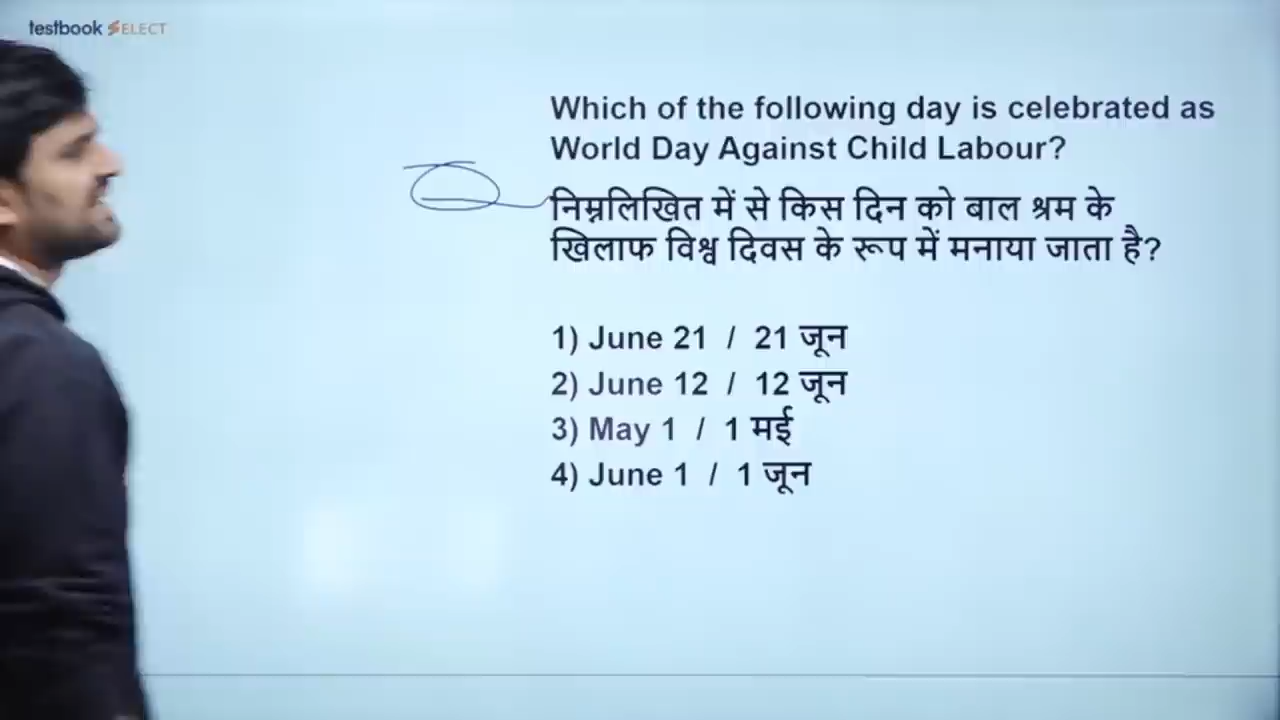 testbook SELECT
Which of the following day is celebrated as
World Day Against Child Labour?
निम्नलिखित में से किस दिन को बाल श्रम के
खिलाफ विश्व दिवस के रूप में मनाया जाता है?
1) June 21 / 21 जून
2) June 12 / 12 जून
3) May 1 / 1 मई
4) June 1 / 1 जून